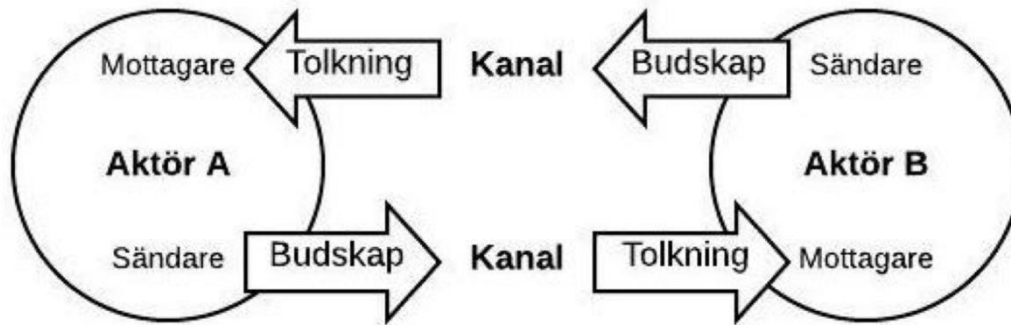 Mottagare Tolkning Kanal Budskap Sändare
Aktör A Aktör B
Sändare Budskap Kanal Tolkning Mottagare